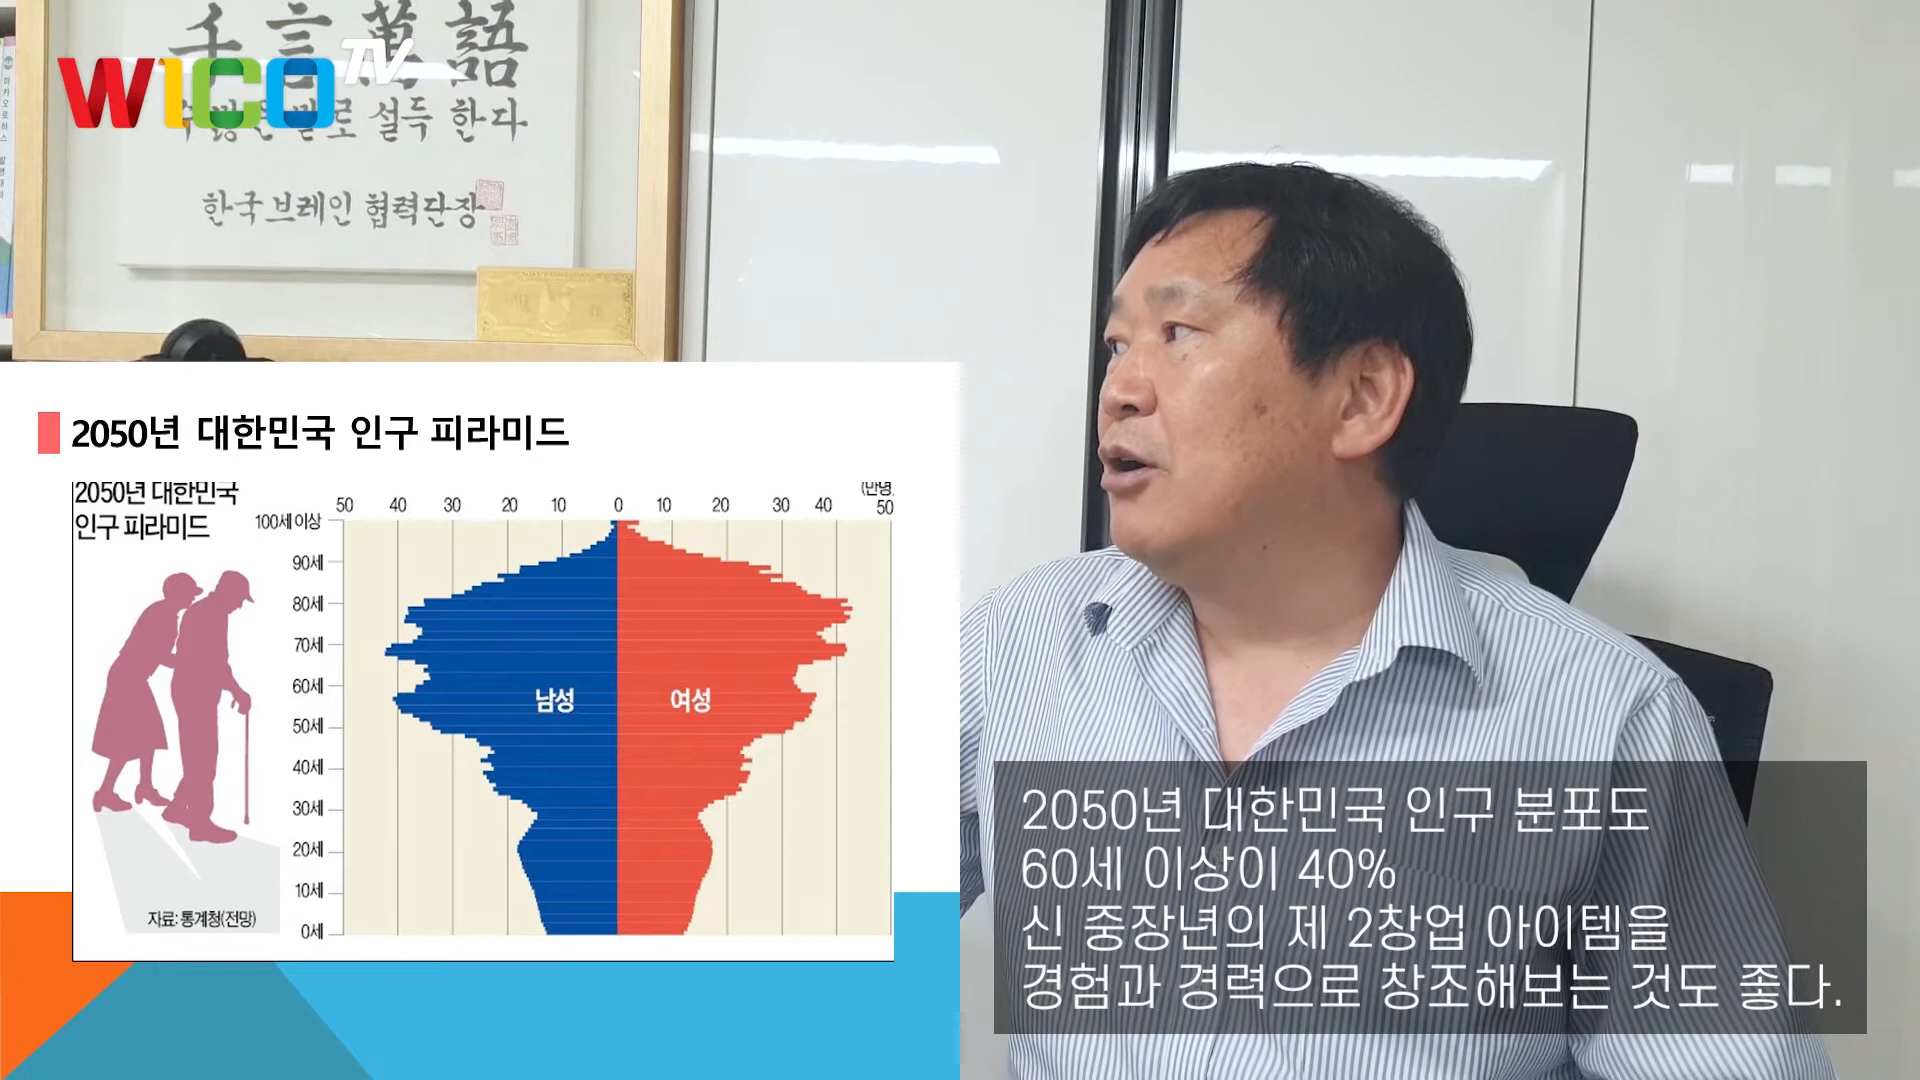 壬言萬語
WICO TV
설득 한다
한국브레인 협력단장
2050년 대한민국 인구 피라미드
2050년 대한민국
인구 피라미드
(만명,
50 40 30 20 10 0 10 20 30 40 50
100세 이상
90세
80세
70세
60세
50세
40세
30세
20세
10세
0세
남성
여성
자료:통계청(전망)
2050년 대한민국 인구 분포도
60세 이상이 40%
신 중장년의 제 2창업 아이템을
경험과 경력으로 창조해보는 것도 좋다.